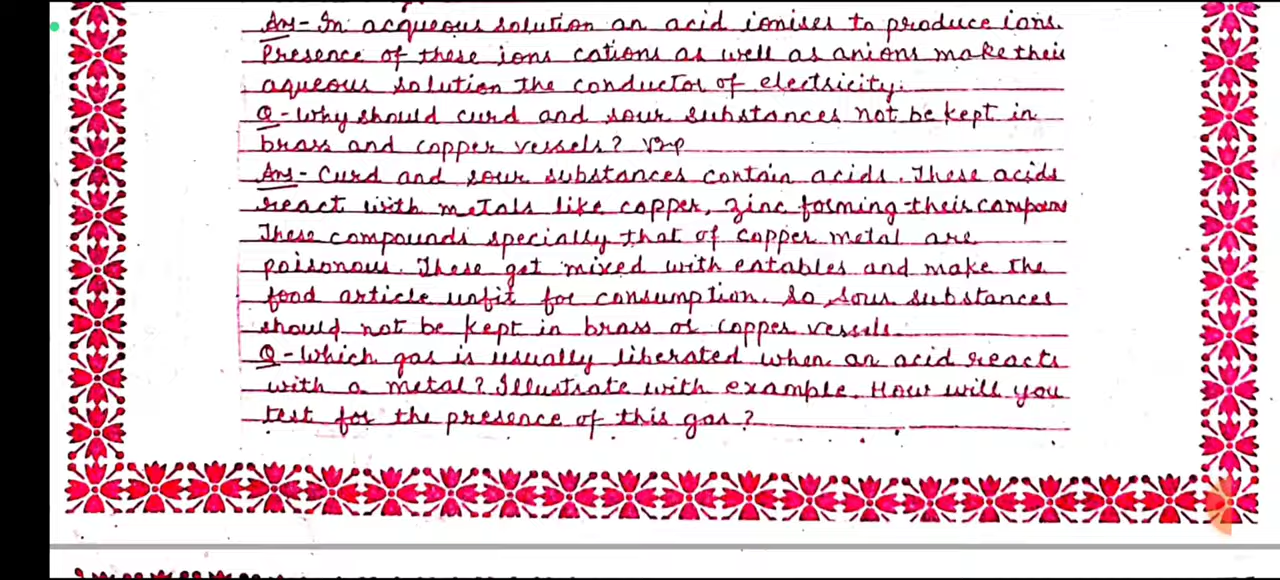 Ans - In acqueous solution an acid ionises to produce ions.
Presence of these ions cations as well as anions make their
aqueous solution the conductor of electricity.
Q - Why should curd and sour substances not be kept in
brass and copper vessels?
Ans - Curd and sour substances contain acids. These acids
react with metals like copper, zinc forming their
These compounds specially that of copper metal are
poisonous. These get mixed with eatables and make the
food article unfit for consumption. So, sour substances
should not be kept in brass or copper vessels.
Q - Which gas is usually liberated when an acid reacts
with a metal? Illustrate with example. How will you
test for the presence of this gas?